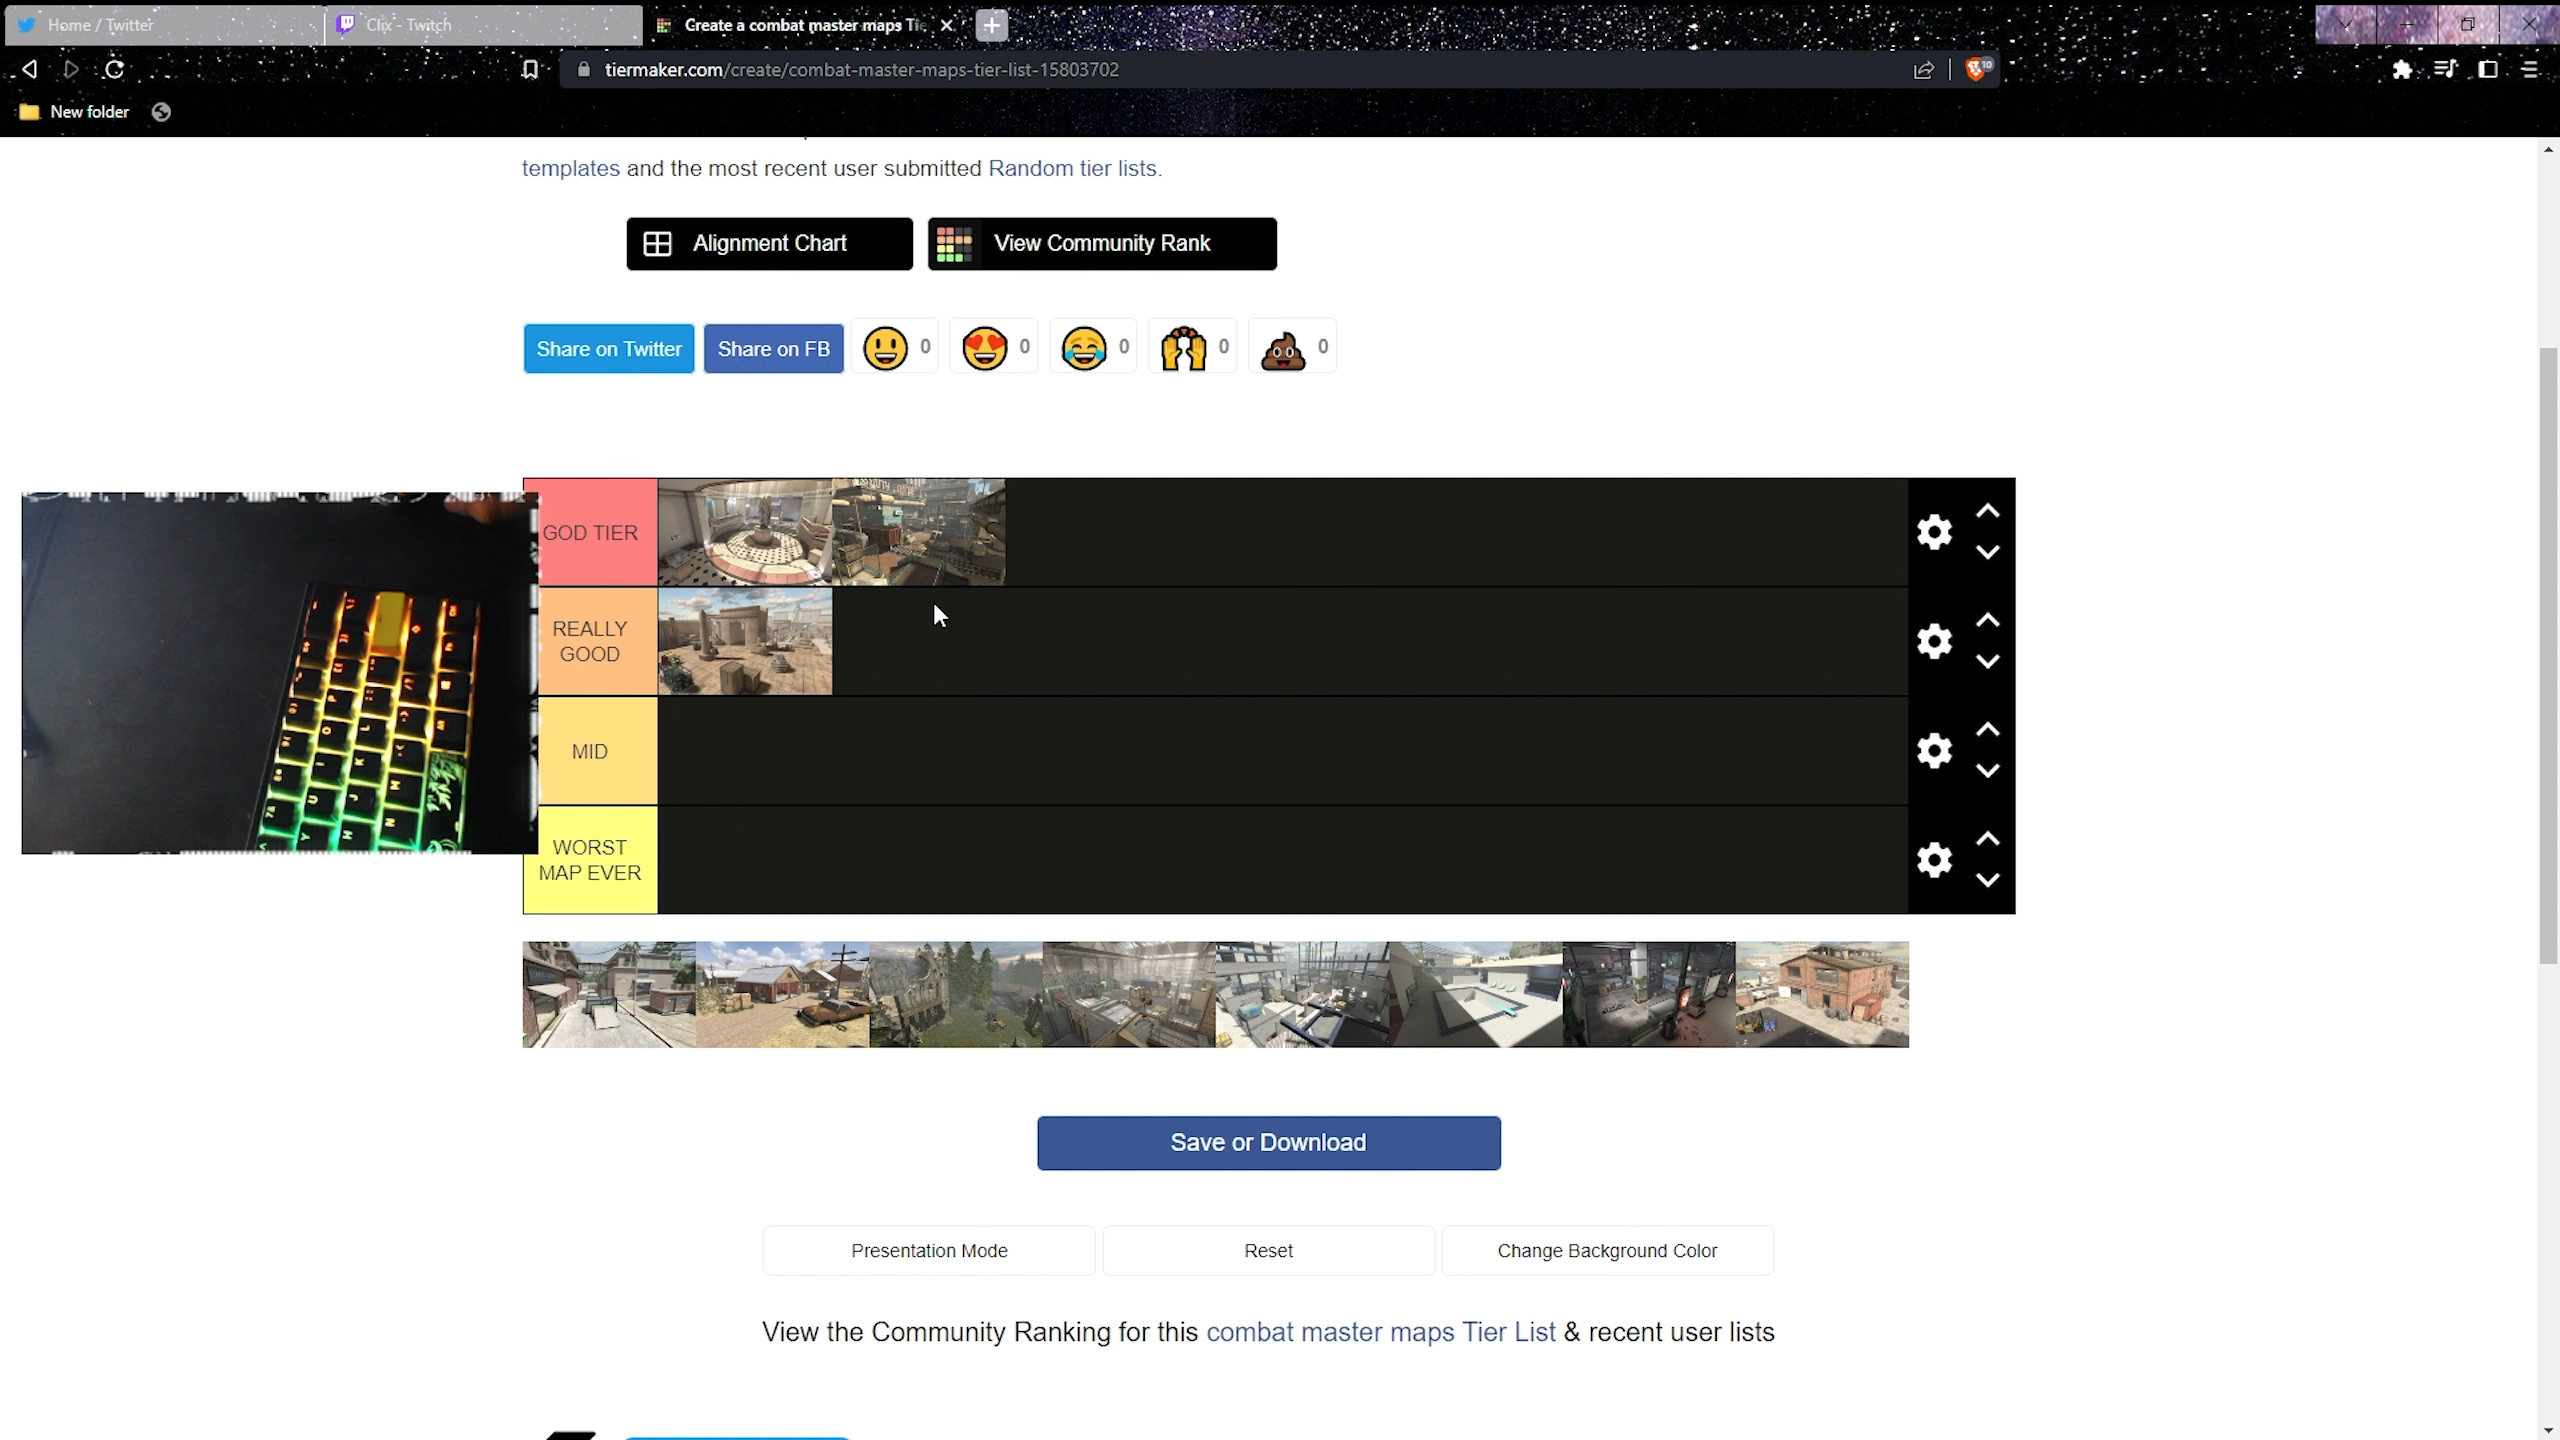 Home / Twitter
Clix - Twitch
Create a combat master maps Tie
tiermaker.com/create/combat-master-maps-tier-list-15803702
10
New folder
templates and the most recent user submitted Random tier lists.
Alignment Chart
View Community Rank
Share on Twitter
Share on FB
0
0
0
0
0
GOD TIER
REALLY
GOOD
MID
WORST
MAP EVER
P
O
L
I
K
M
U
J
N
Y
H
Save or Download
Presentation Mode
Reset
Change Background Color
View the Community Ranking for this combat master maps Tier List & recent user lists